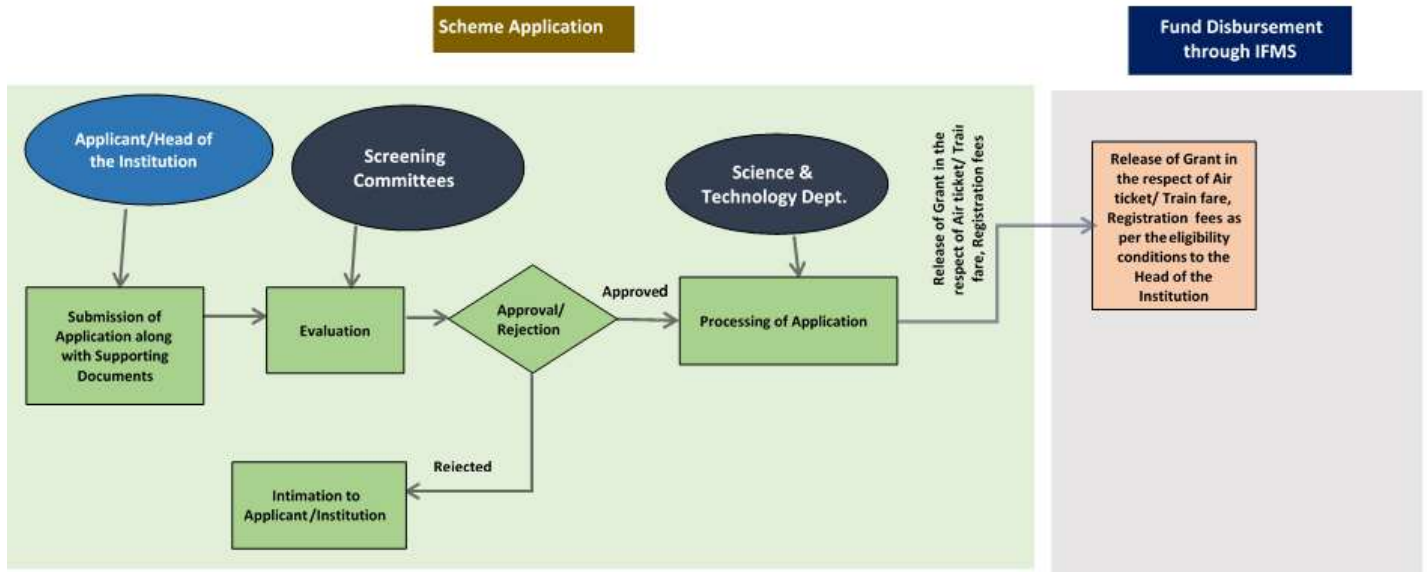 Scheme Application
Fund Disbursement
through IFMS
Applicant/Head of
the Institution
Screening
Committees
Science &
Technology Dept.
Release of Grant in the
respect of Air ticket/ Train
fare, Registration fees
Release of Grant in
the respect of Air
ticket/ Train fare,
Registration fees as
per the eligibility
conditions to the
Head of the
Institution
Submission of
Application along
with Supporting
Documents
Evaluation
Approval/
Rejection
Approved
Processing of Application
Rejected
Intimation to
Applicant/Institution